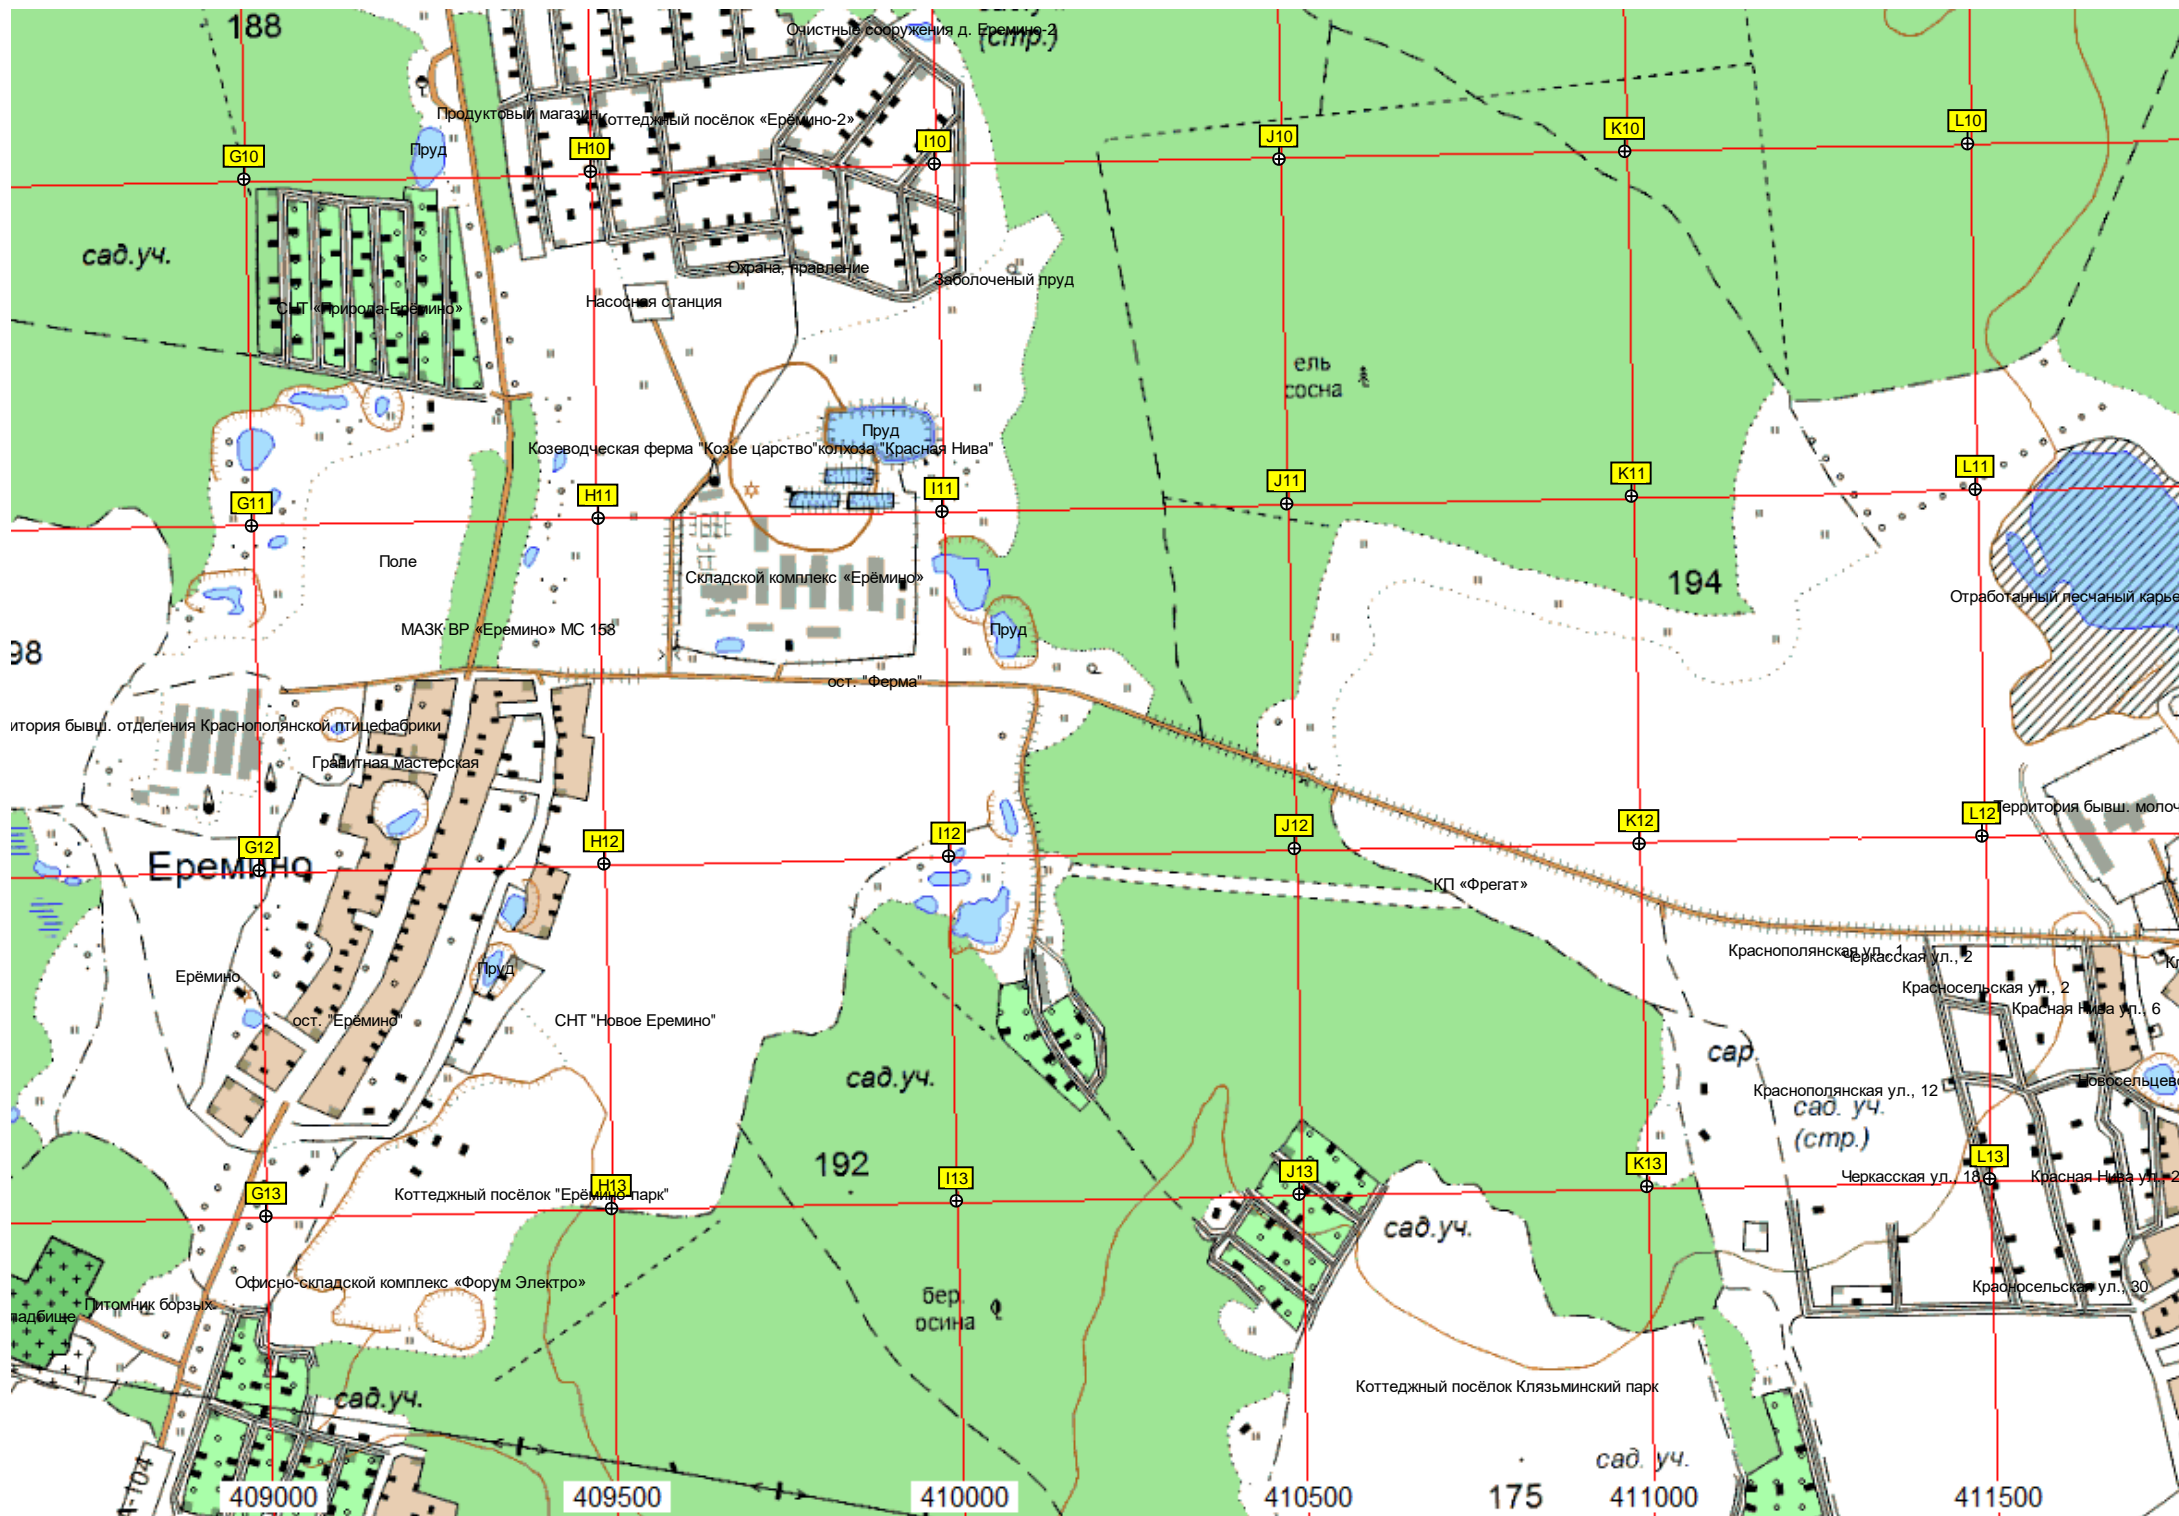 188
Очистные сооружения д. Еремино-2
(стр.)
Продуктовый магазин
Коттеджный посёлок «Ерёмино-2»
Пруд
G10
H10
I10
J10
K10
L10
сад.уч.
Охрана, правление
Заболоченый пруд
Насосная станция
СНТ «Природа-Ерёмино»
ель
сосна
Пруд
Козеводческая ферма "Козье царство"колхоза "Красная Нива"
G11
H11
I11
J11
K11
L11
Поле
Складской комплекс «Ерёмино»
194
Отработанный песчаный карье
МАЗК ВР «Еремино» МС 158
Пруд
98
ост. "Ферма"
итория бывш. отделения Краснополянской птицефабрики
Гранитная мастерская
Территория бывш. молоч
G12
H12
I12
J12
K12
L12
Еремино
КП «Фрегат»
Краснополянская ул., 1
Черкасская ул., 2
Пруд
Ерёмино
Красносельская ул., 2
Красная Нива ул., 6
ост. "Ерёмино"
СНТ "Новое Еремино"
сар.
сад.уч.
Новосельцев
Краснополянская ул., 12
сад. уч.
(стр.)
192
G13
H13
I13
J13
K13
L13
Коттеджный посёлок "Ерёмино-парк"
Черкасская ул., 18
Красная Нива ул., 2
сад.уч.
Офисно-складской комплекс «Форум Электро»
Красносельская ул., 30
Питомник борзых
адбище
бер.
осина
Коттеджный посёлок Клязьминский парк
сад.уч.
сад. уч.
А-104
409000
409500
410000
410500
175
411000
411500